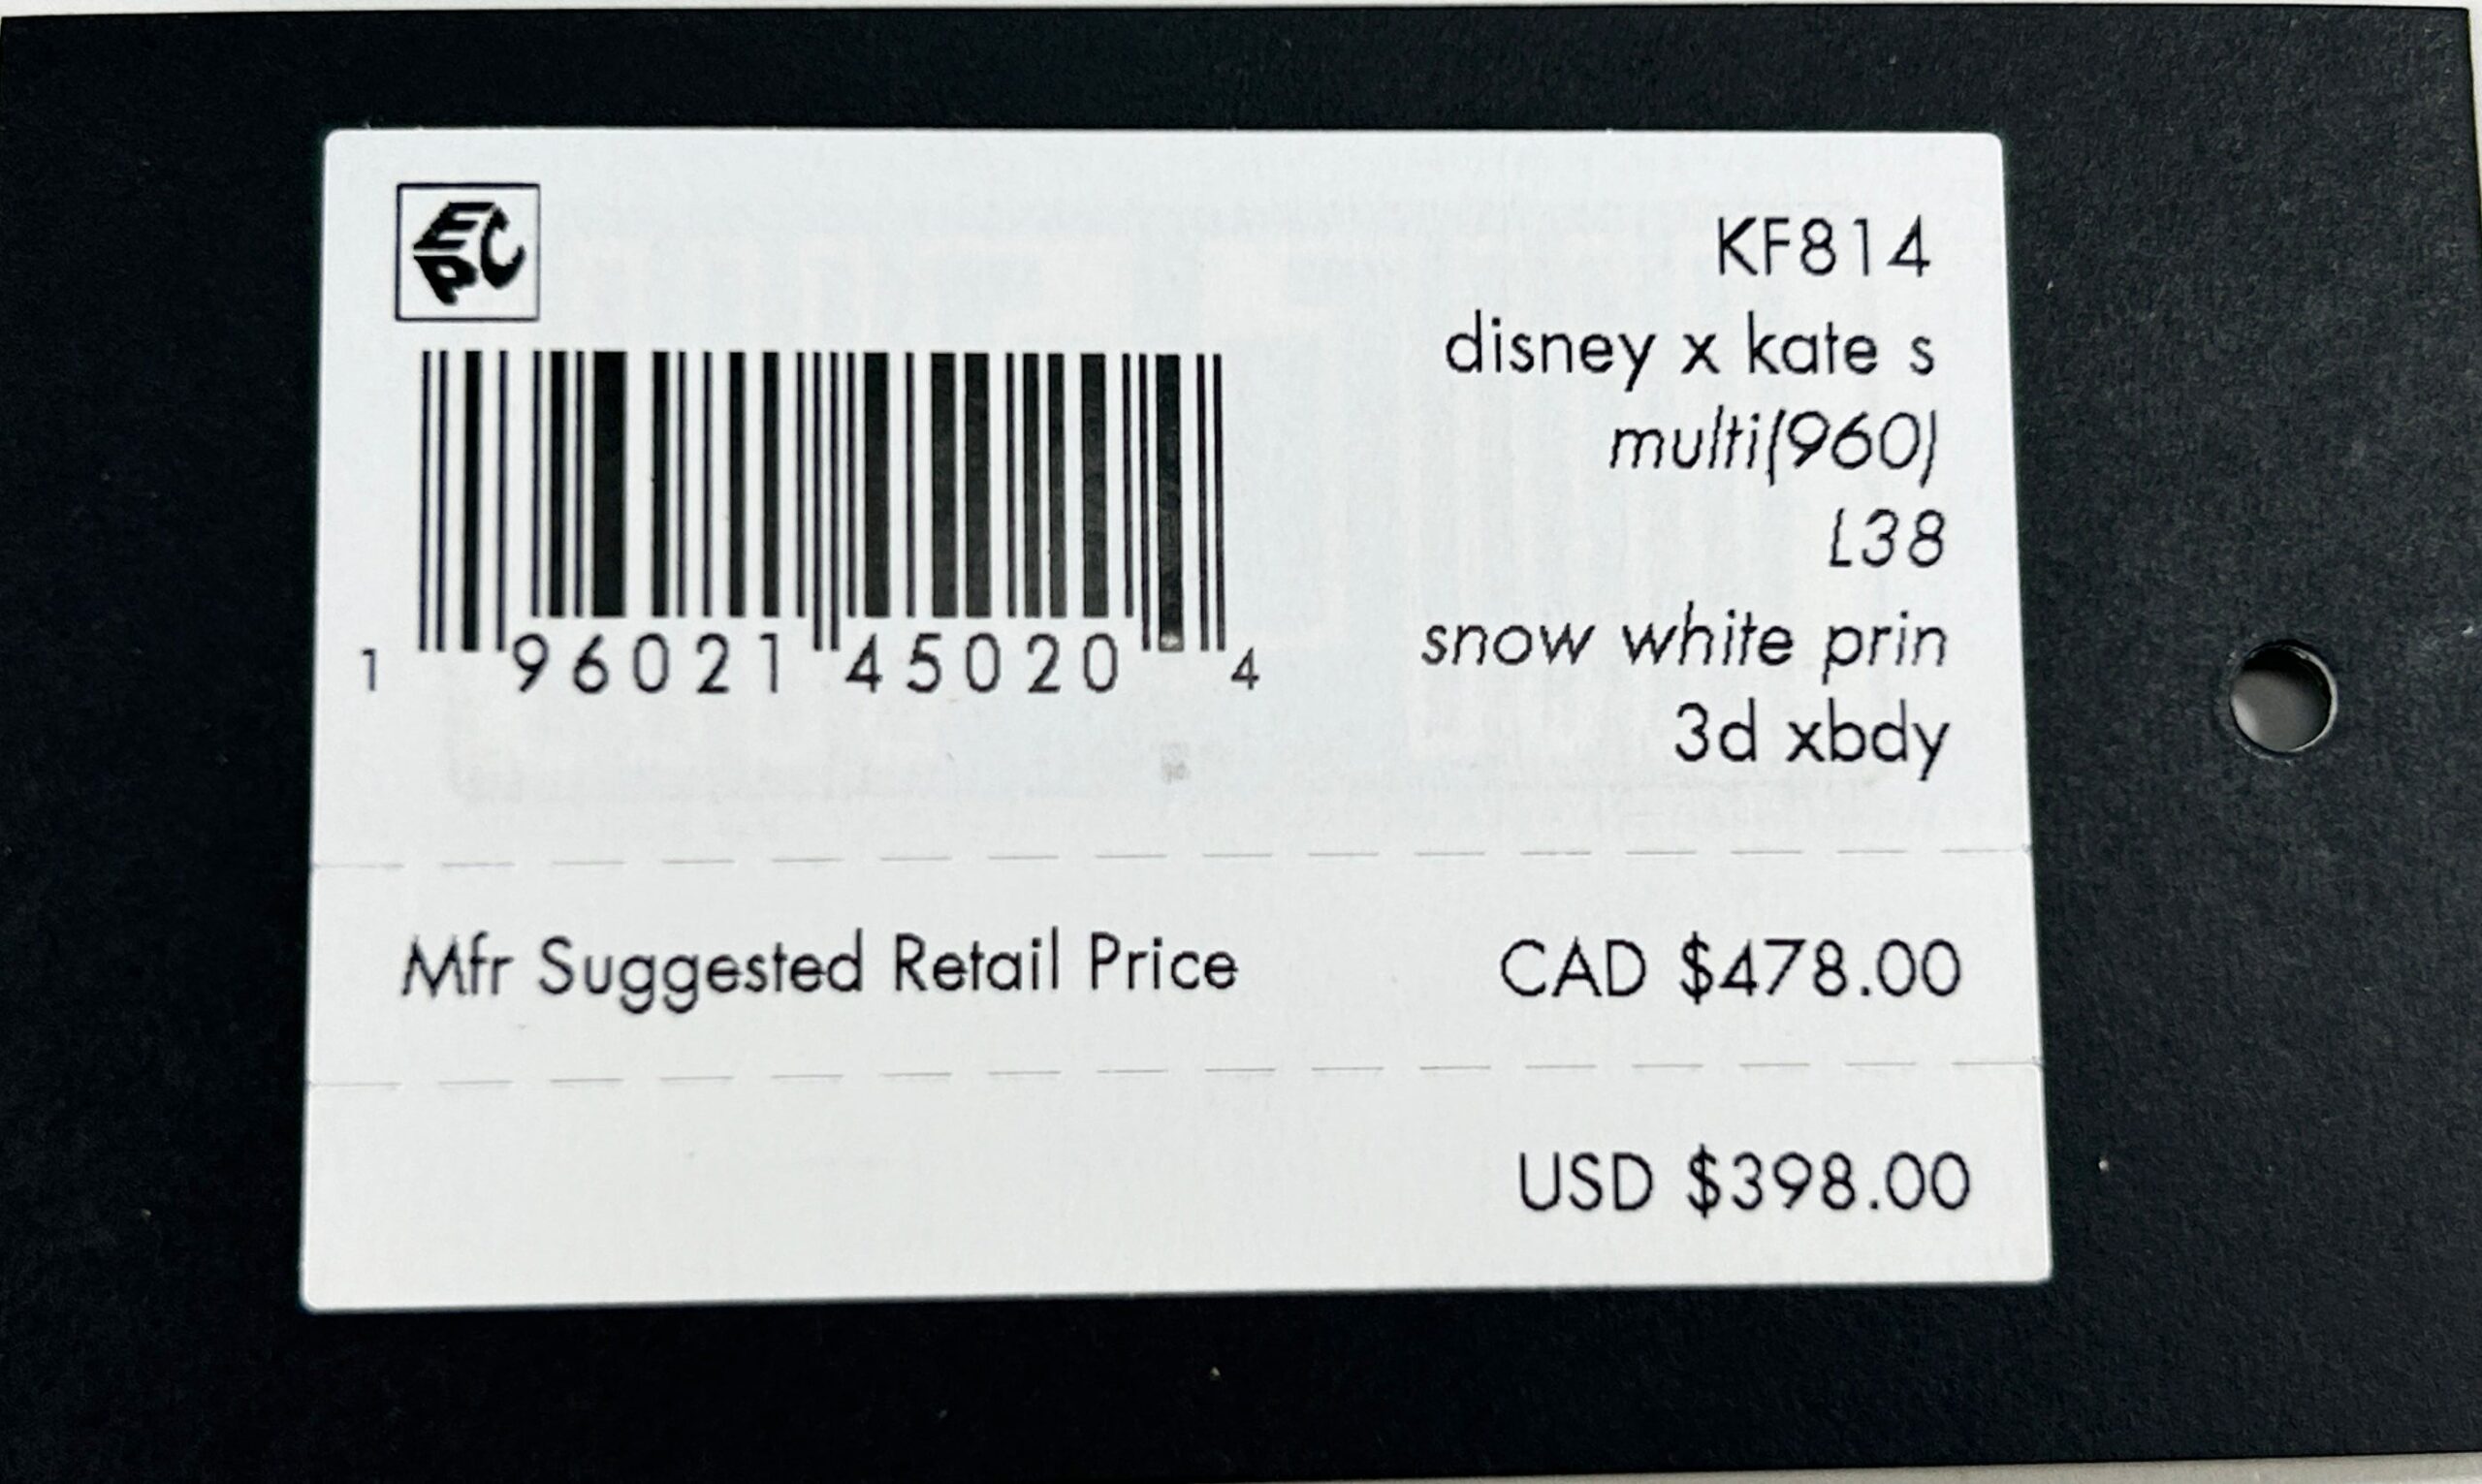 EPC
KF814
disney x kate s
multi(960)
L38
snow white prin
3d xbdy
1 96021 45020 4
Mfr Suggested Retail Price CAD $478.00
USD $398.00